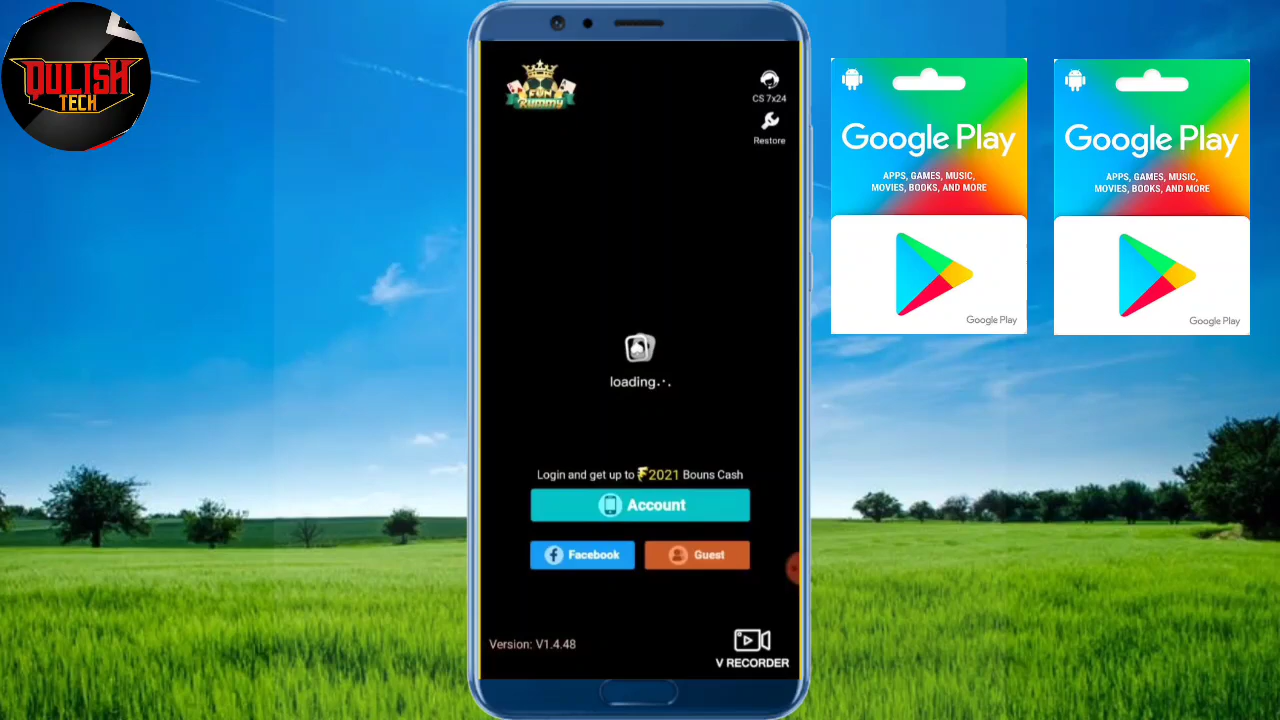 QULISH
TECH
FUN
RUMMY
CS 7x24
Restore
loading...
Login and get up to ₹2021 Bouns Cash
Account
Facebook
Guest
Version: V1.4.48
V RECORDER
Google Play
APPS, GAMES, MUSIC,
MOVIES, BOOKS, AND MORE
Google Play
Google Play
APPS, GAMES, MUSIC,
MOVIES, BOOKS, AND MORE
Google Play